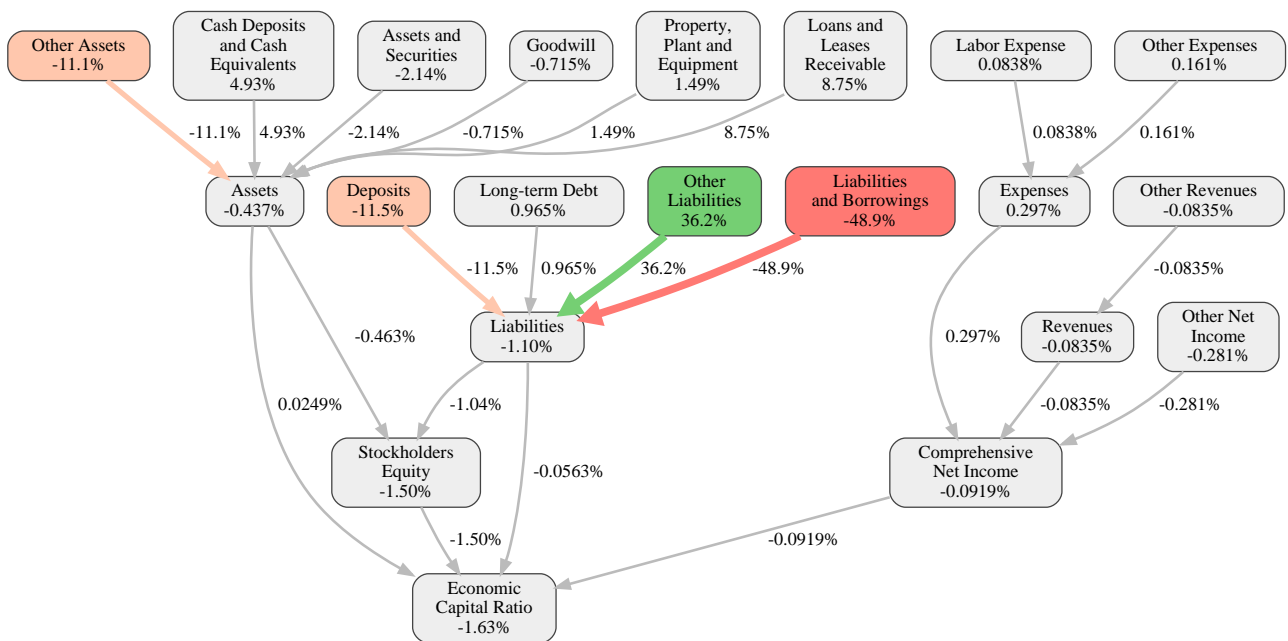 Other Assets
-11.1%
Cash Deposits
and Cash
Equivalents
4.93%
Assets and
Securities
-2.14%
Goodwill
-0.715%
Property,
Plant and
Equipment
1.49%
Loans and
Leases
Receivable
8.75%
Labor Expense
0.0838%
Other Expenses
0.161%
-11.1%
4.93%
-2.14%
-0.715%
1.49%
8.75%
0.0838%
0.161%
Assets
-0.437%
Deposits
-11.5%
Long-term Debt
0.965%
Other
Liabilities
36.2%
Liabilities
and Borrowings
-48.9%
Expenses
0.297%
Other Revenues
-0.0835%
-11.5%
0.965%
36.2%
-48.9%
-0.0835%
-0.463%
Liabilities
-1.10%
0.297%
Revenues
-0.0835%
Other Net
Income
-0.281%
0.0249%
-1.04%
-0.0835%
-0.281%
Stockholders
Equity
-1.50%
-0.0563%
Comprehensive
Net Income
-0.0919%
-1.50%
-0.0919%
Economic
Capital Ratio
-1.63%